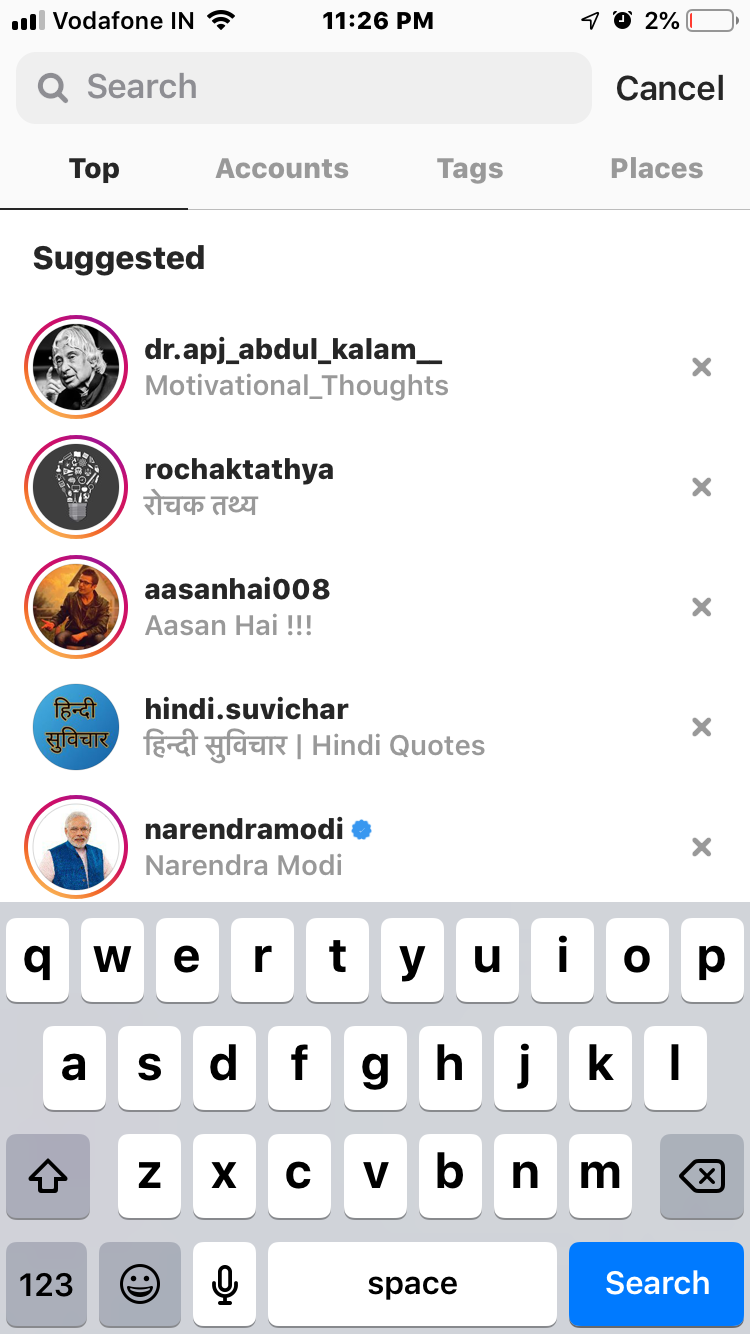 Vodafone IN 11:26 PM 2%
Search Cancel
Top Accounts Tags Places
Suggested
dr.apj_abdul_kalam__
Motivational_Thoughts
rochaktathya
रोचक तथ्य
aasanhai008
Aasan Hai !!!
हिन्दी
सुविचार
hindi.suvichar
हिन्दी सुविचार | Hindi Quotes
narendramodi
Narendra Modi
q w e r t y u i o p
a s d f g h j k l
z x c v b n m
123 space Search